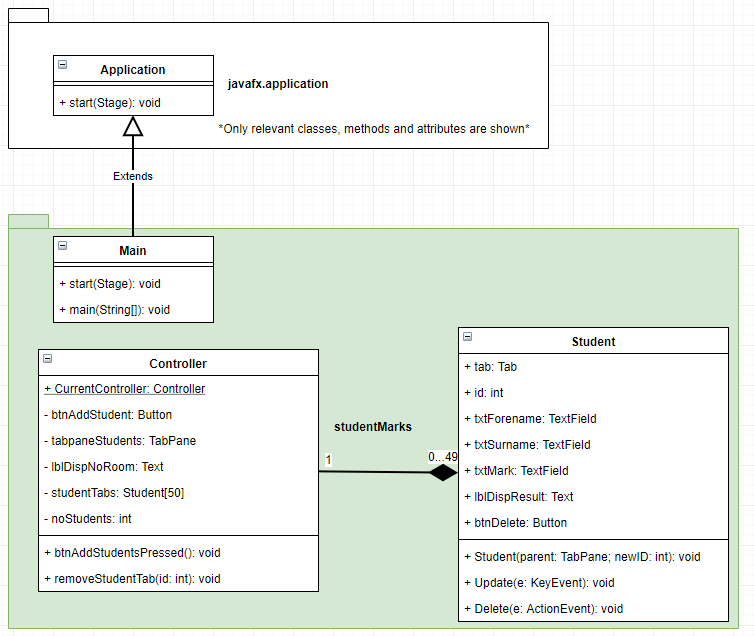 Application
+ start(Stage): void
javafx.application
*Only relevant classes, methods and attributes are shown*
Extends
Main
+ start(Stage): void
+ main(String[]): void
Controller
+ CurrentController: Controller
- btnAddStudent: Button
- tabpaneStudents: TabPane
- lblDispNoRoom: Text
- studentTabs: Student[50]
- noStudents: int
+ btnAddStudentsPressed(): void
+ removeStudentTab(id: int): void
studentMarks
1
0...49
Student
+ tab: Tab
+ id: int
+ txtForename: TextField
+ txtSurname: TextField
+ txtMark: TextField
+ lblDispResult: Text
+ btnDelete: Button
+ Student(parent: TabPane; newID: int): void
+ Update(e: KeyEvent): void
+ Delete(e: ActionEvent): void